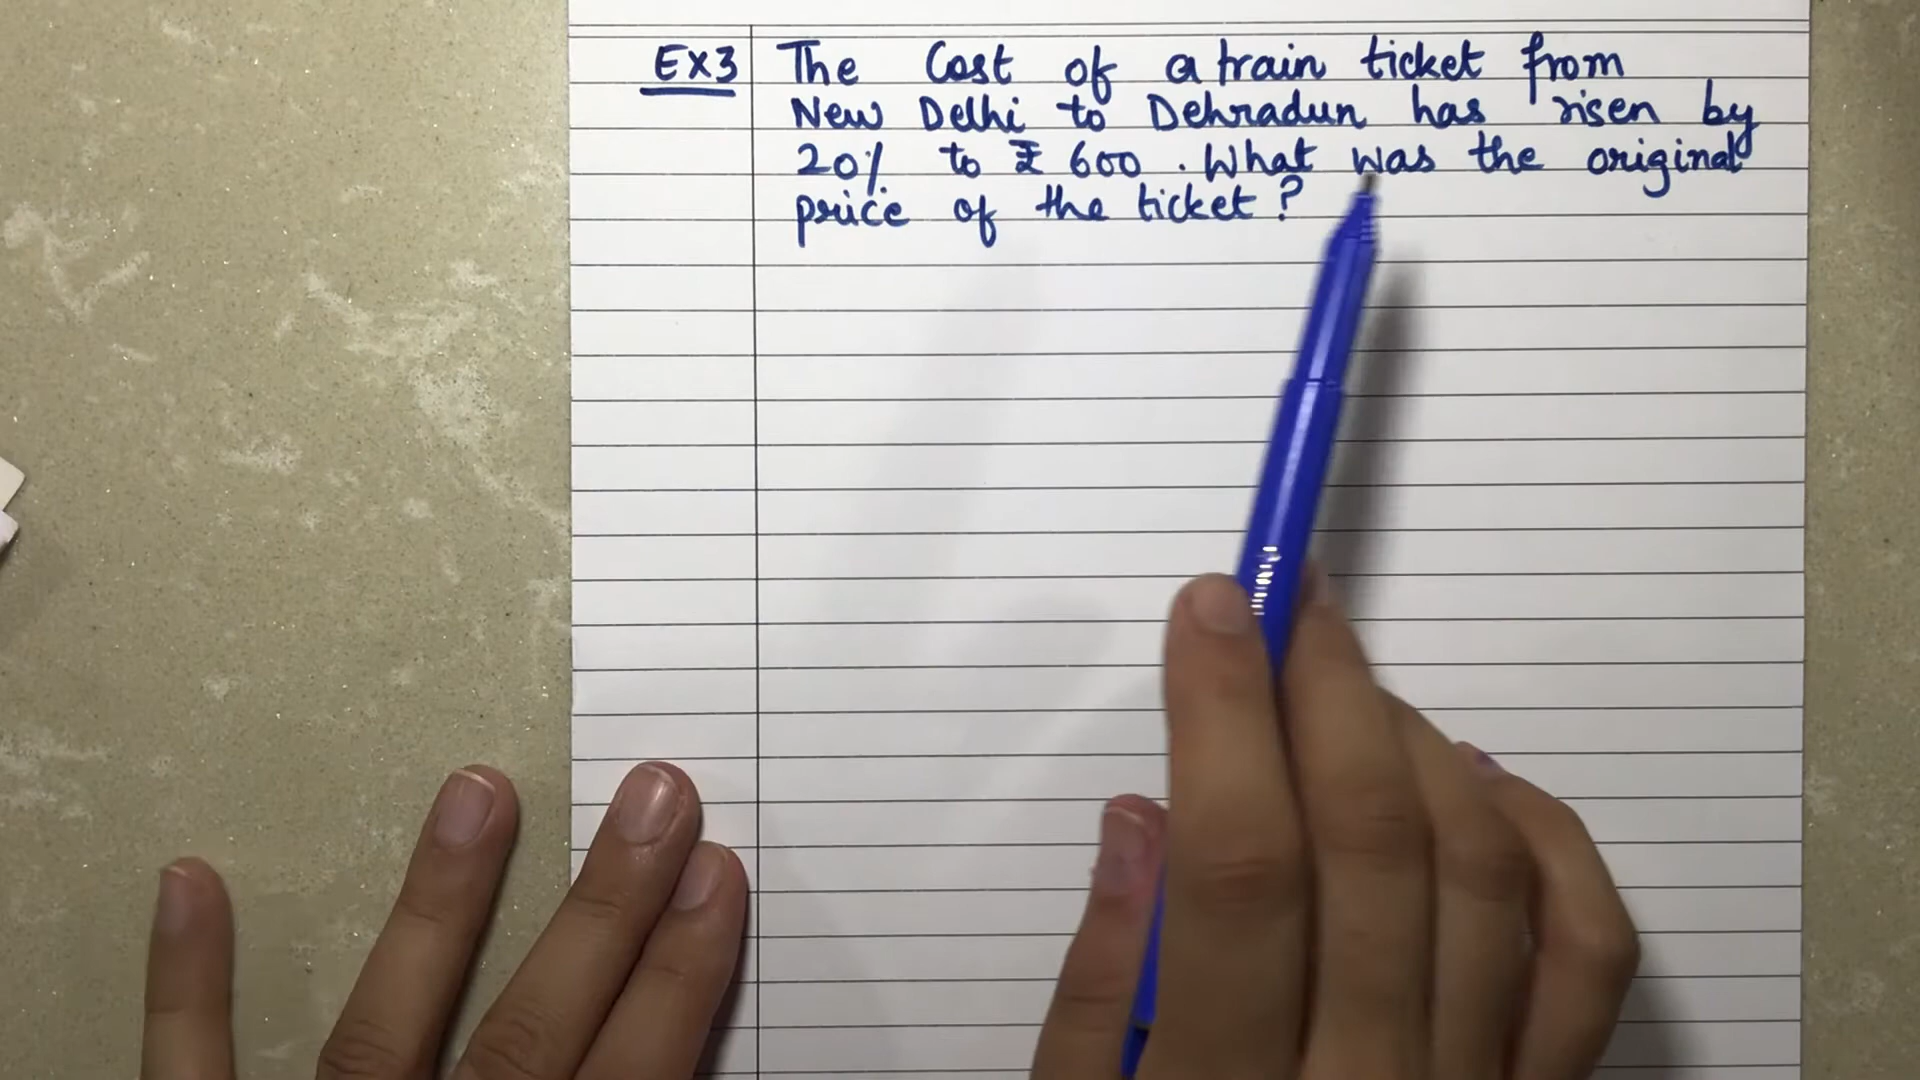 EX3 The Cost of a train ticket from
New Delhi to Dehradun has risen by
20% to ₹ 600. What was the original
price of the ticket?